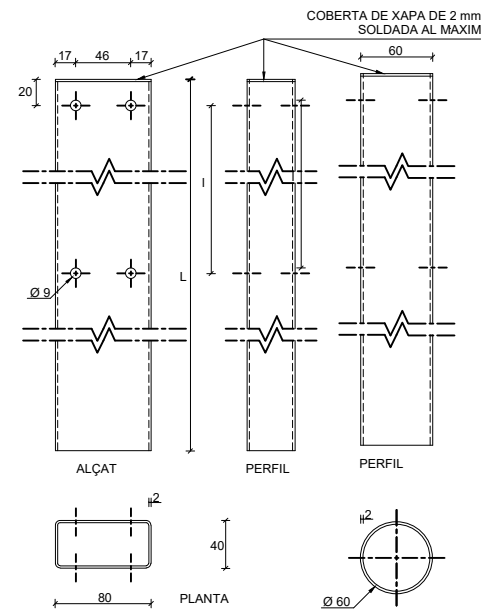 COBERTA DE XAPA DE 2 mm
SOLDADA AL MAXIM
17 46 17
60
20
l
L
Ø 9
ALÇAT
PERFIL
PERFIL
2
40
80
PLANTA
2
Ø 60